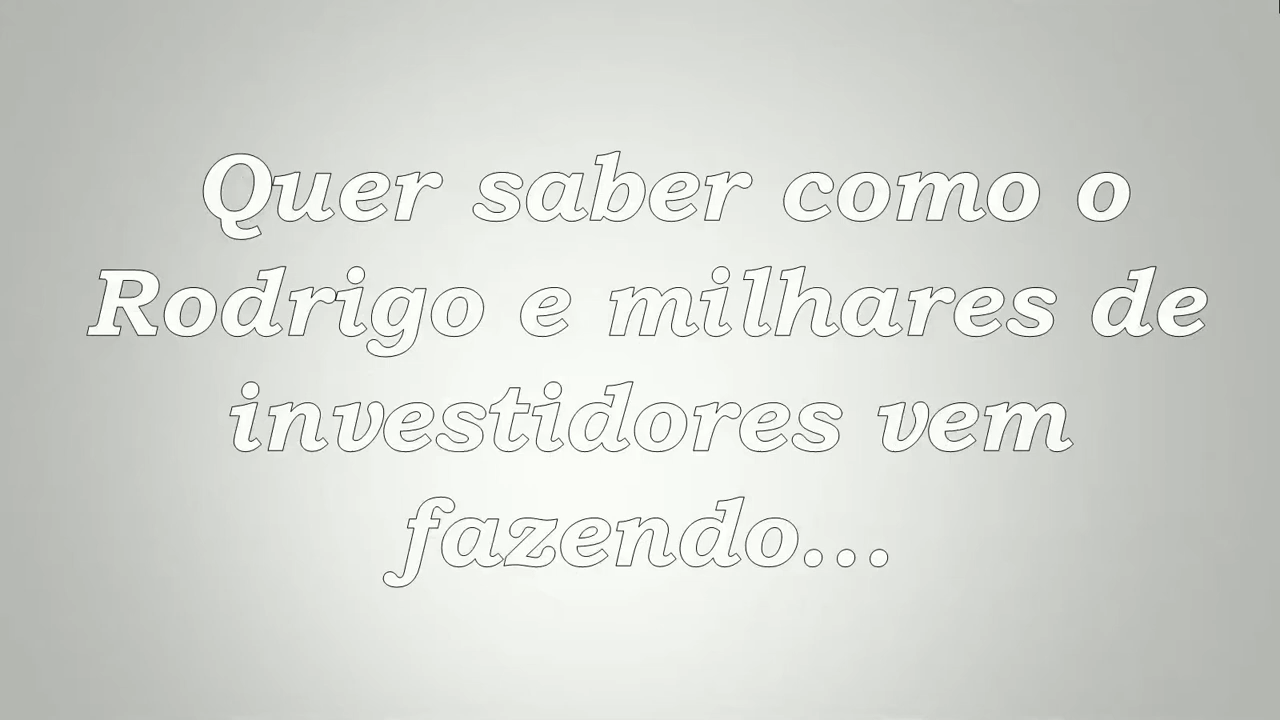 Quer saber como o
Rodrigo e milhares de
investidores vem
fazendo...